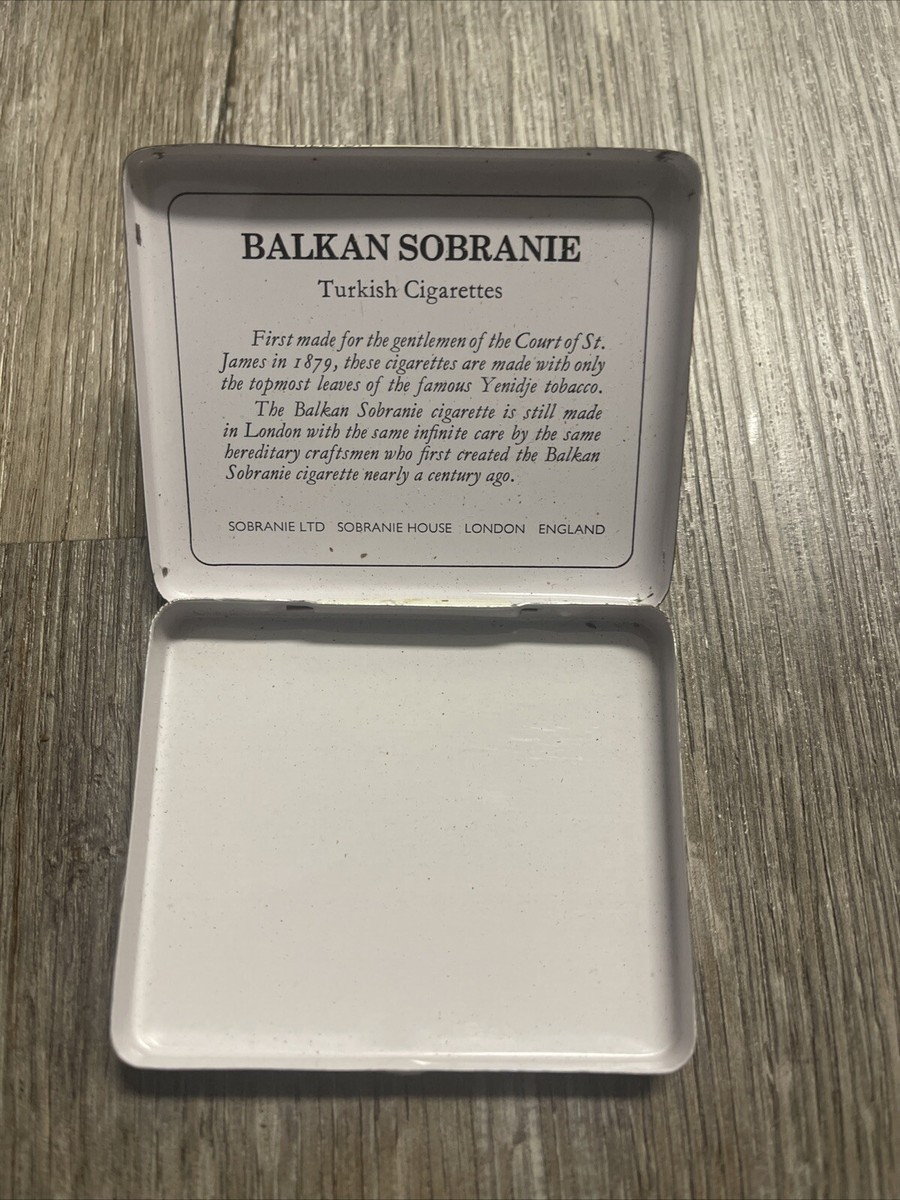 BALKAN SOBRANIE
Turkish Cigarettes
First made for the gentlemen of the Court of St.
James in 1879, these cigarettes are made with only
the topmost leaves of the famous Yenidje tobacco.
The Balkan Sobranie cigarette is still made
in London with the same infinite care by the same
hereditary craftsmen who first created the Balkan
Sobranie cigarette nearly a century ago.
SOBRANIE LTD SOBRANIE HOUSE LONDON ENGLAND